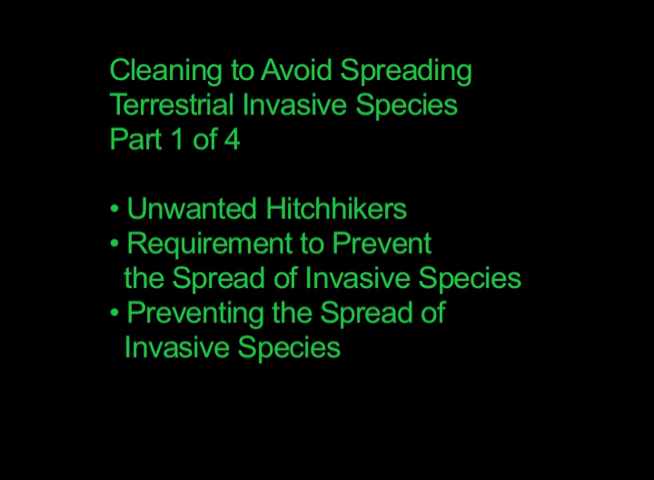 Cleaning to Avoid Spreading
Terrestrial Invasive Species
Part 1 of 4
• Unwanted Hitchhikers
• Requirement to Prevent
the Spread of Invasive Species
• Preventing the Spread of
Invasive Species